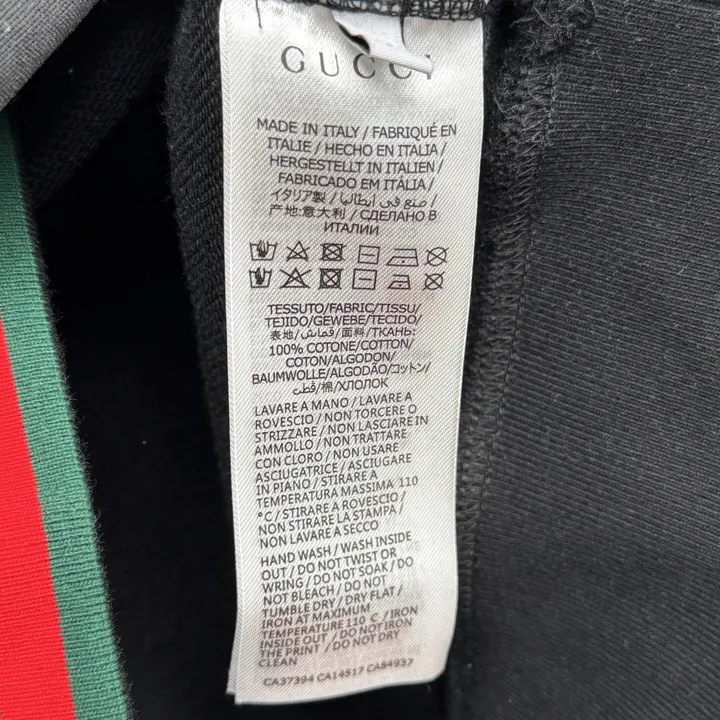 GUCCI
MADE IN ITALY / FABRIQUÉ EN
ITALIE / HECHO EN ITALIA /
HERGESTELLT IN ITALIEN /
FABRICADO EM ITÁLIA /
イタリア製 / صنع في ايطاليا /
产地:意大利 / СДЕЛАНО В
ИТАЛИИ
TESSUTO/FABRIC/TISSU/
TEJIDO/GEWEBE/TECIDO/
表地/قماش/面料/ТКАНЬ:
100% COTONE/COTTON/
COTON/ALGODON/
BAUMWOLLE/ALGODÃO/コットン/
قطن/棉/ХЛОПОК
LAVARE A MANO / LAVARE A
ROVESCIO / NON TORCERE O
STRIZZARE / NON LASCIARE IN
AMMOLLO / NON TRATTARE
CON CLORO / NON USARE
ASCIUGATRICE / ASCIUGARE
IN PIANO / STIRARE A
TEMPERATURA MASSIMA 110
°C / STIRARE A ROVESCIO /
NON STIRARE LA STAMPA /
NON LAVARE A SECCO
HAND WASH / WASH INSIDE
OUT / DO NOT TWIST OR
WRING / DO NOT SOAK / DO
NOT BLEACH / DO NOT
TUMBLE DRY / DRY FLAT /
IRON AT MAXIMUM
TEMPERATURE 110 C / IRON
INSIDE OUT / DO NOT IRON
THE PRINT / DO NOT DRY
CLEAN
CA37394 CA14517 CA54937